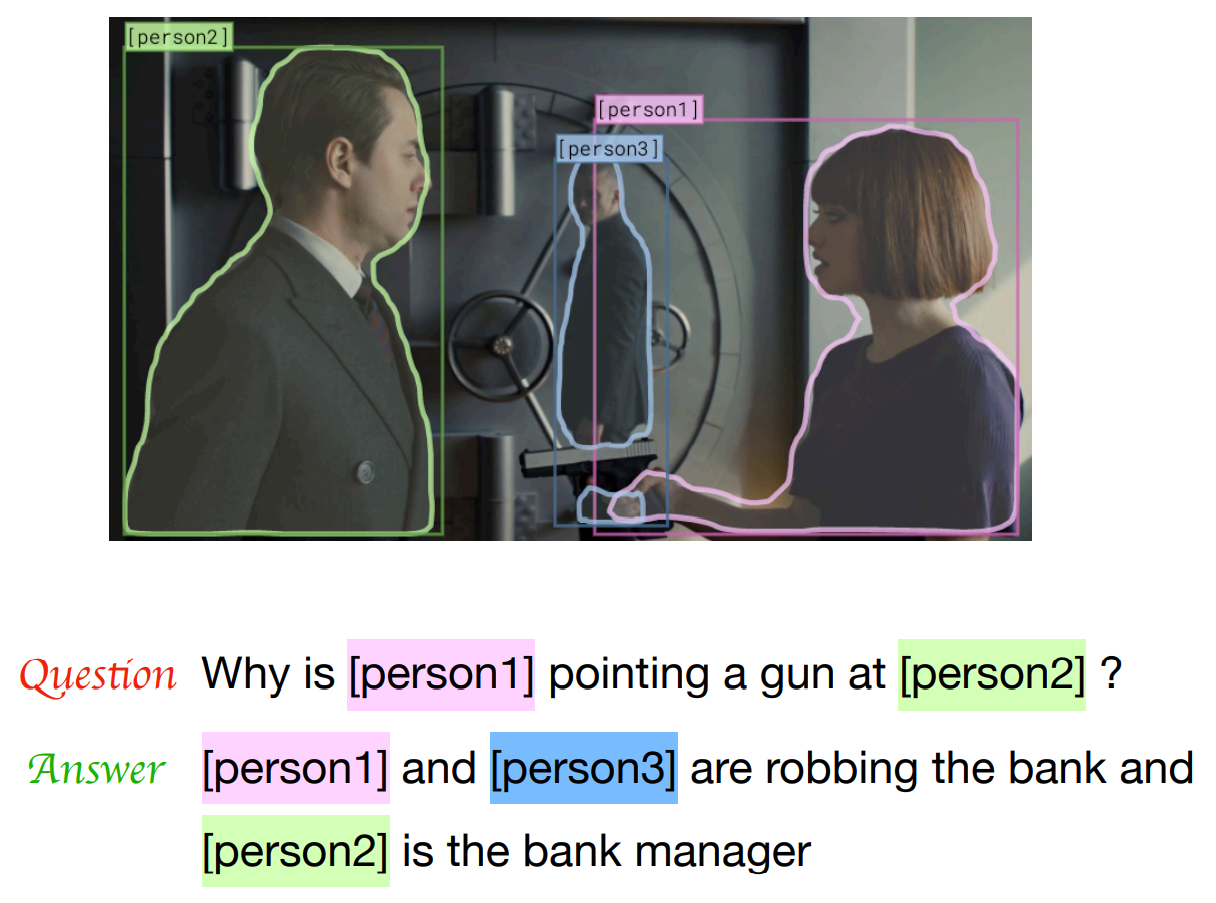 [person2]
[person1]
[person3]
Question Why is [person1] pointing a gun at [person2] ?
Answer [person1] and [person3] are robbing the bank and
[person2] is the bank manager